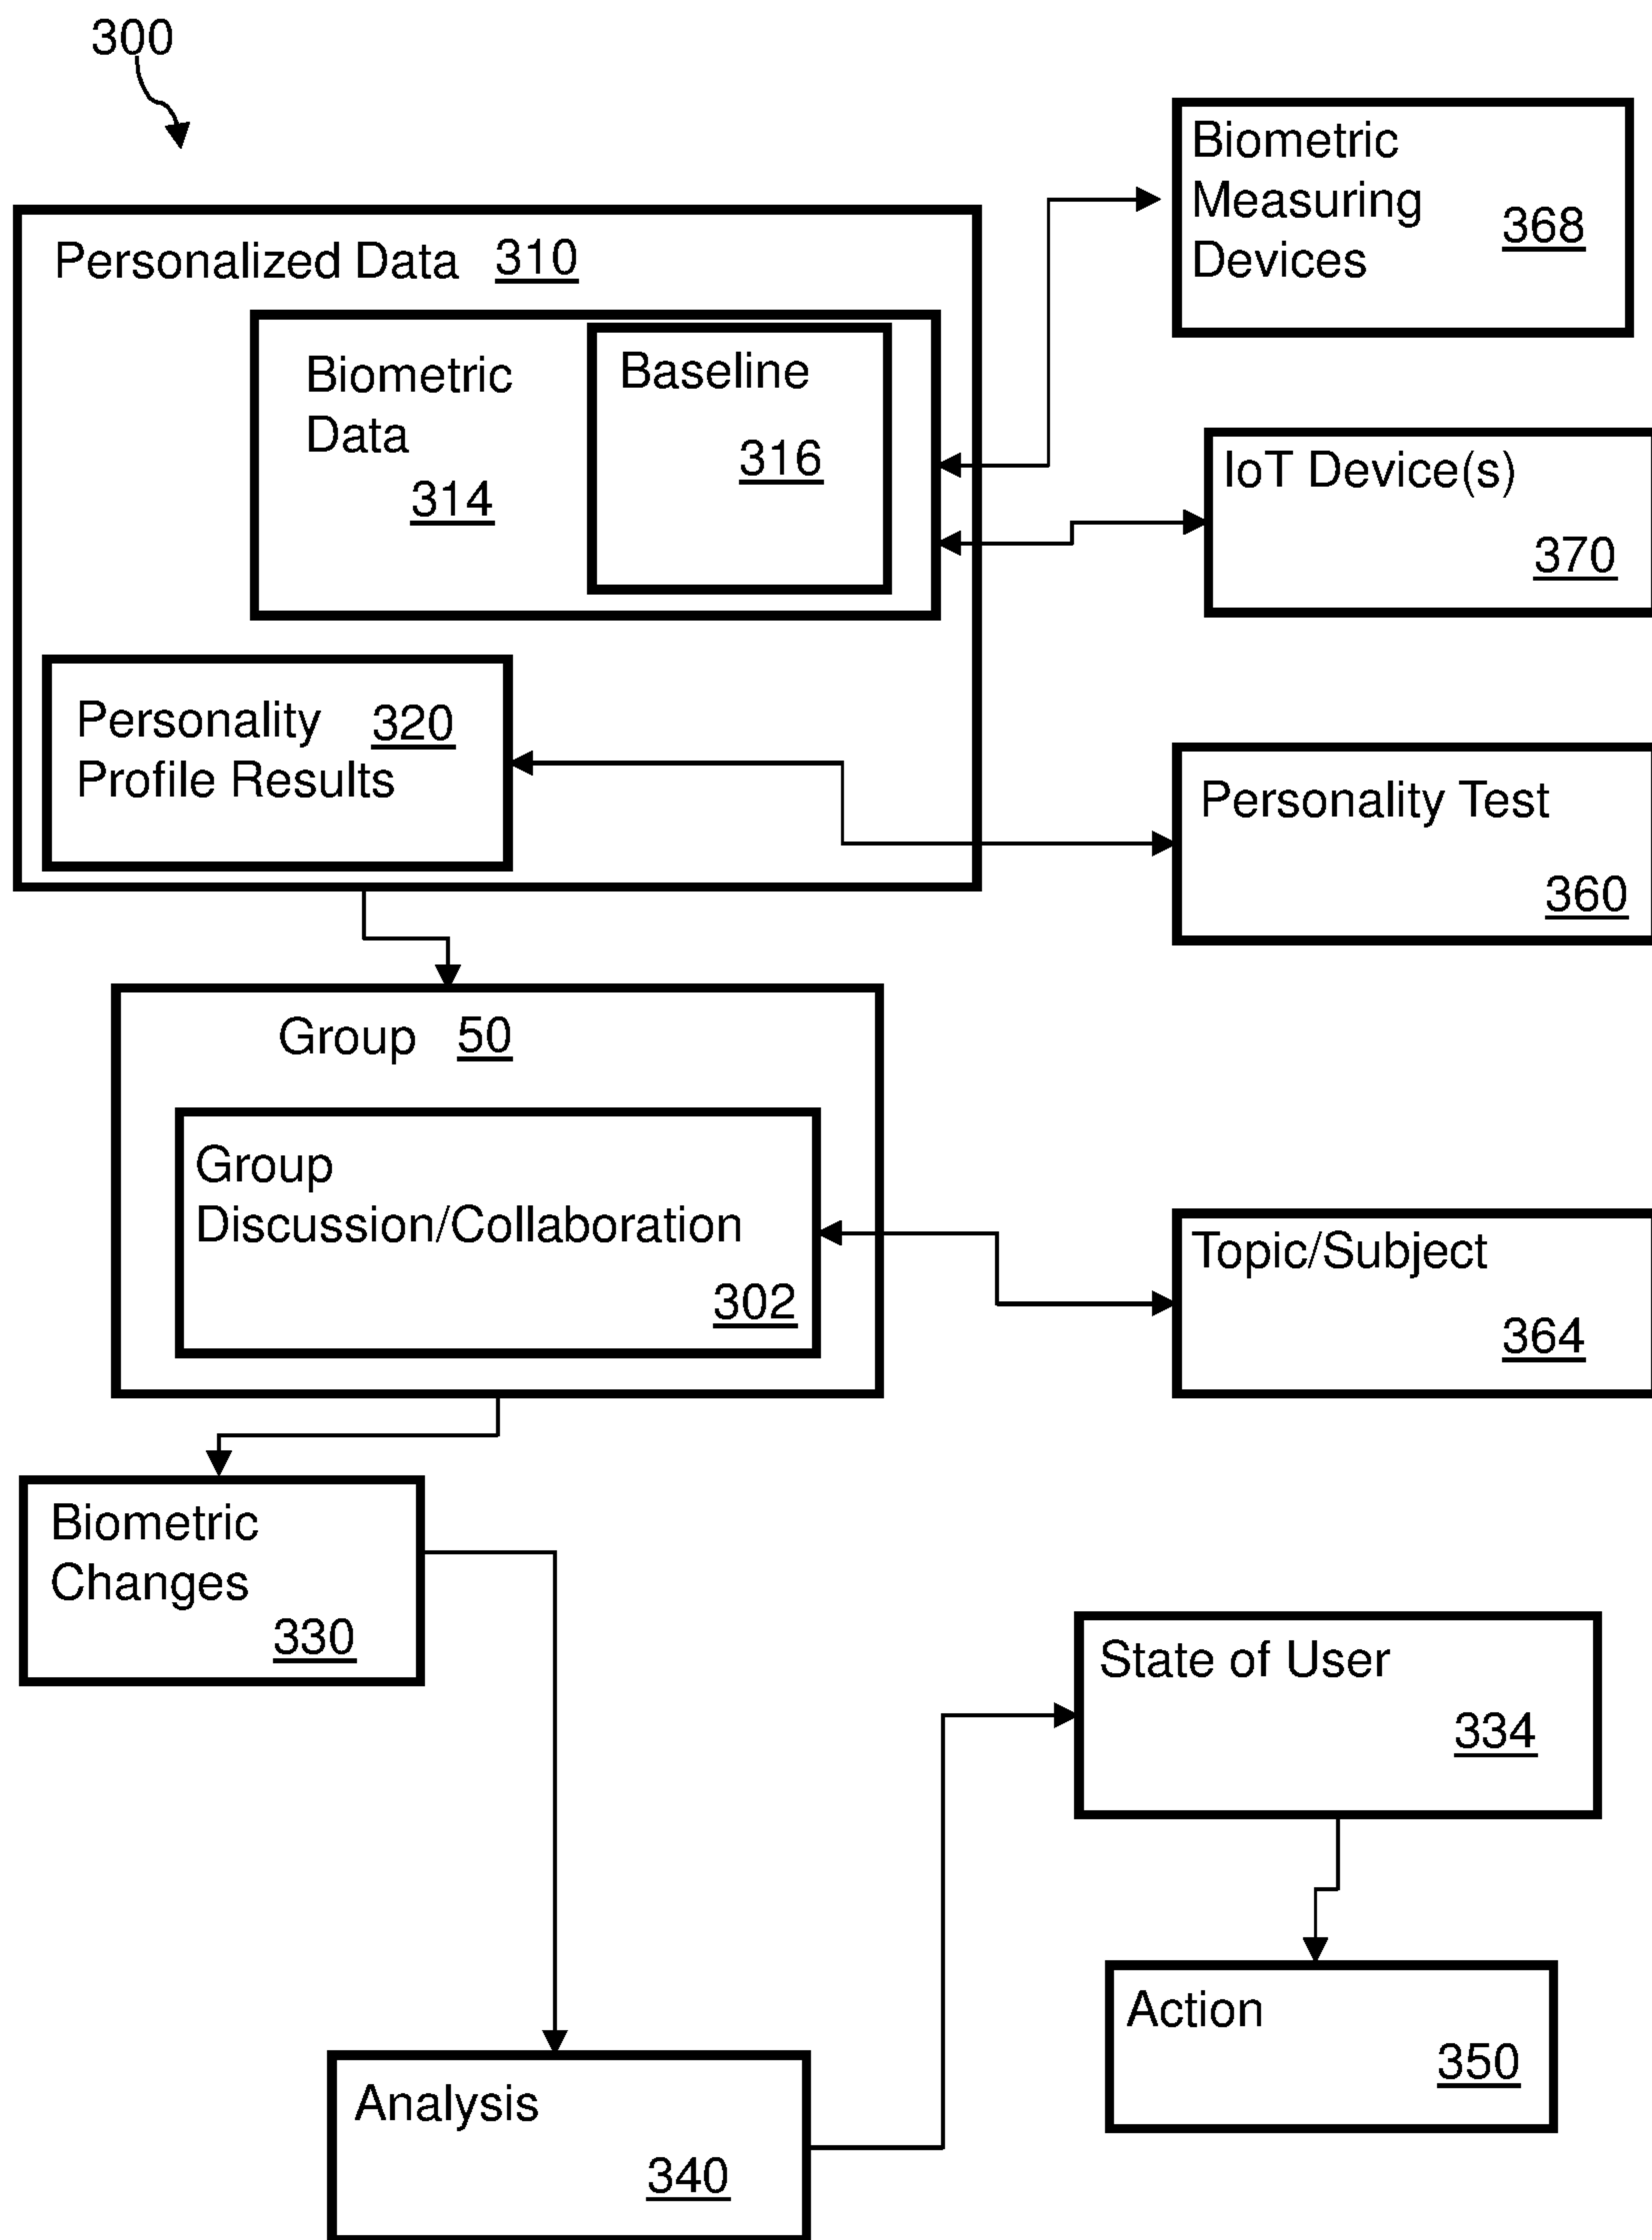 300
Biometric
Measuring
Devices
368
Personalized Data 310
Biometric
Data
314
Baseline
316
IoT Device(s)
370
Personality 320
Profile Results
Personality Test
360
Group 50
Group
Discussion/Collaboration
302
Topic/Subject
364
Biometric
Changes
330
State of User
334
Action
350
Analysis
340